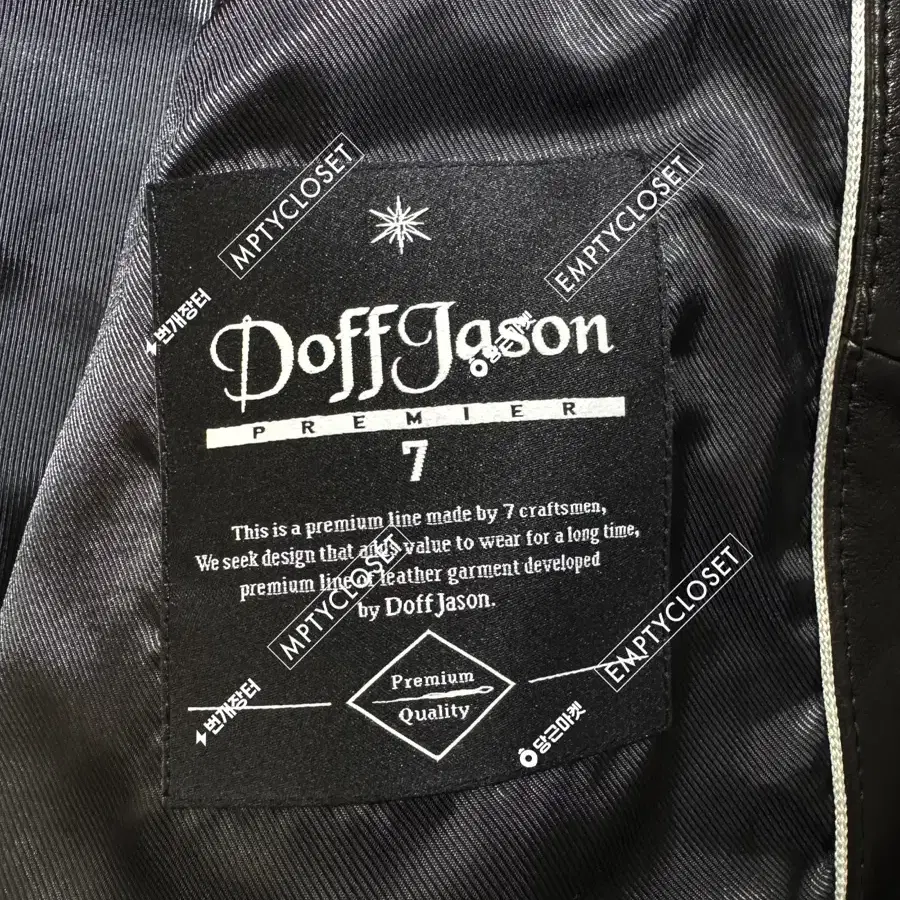 MPTYCLOSET
EMPTYCLOSET
번개장터
Doff Jason
당근마켓
PREMIER
7
This is a premium line made by 7 craftsmen,
We seek design that adds value to wear for a long time,
premium line of leather garment developed
by Doff Jason.
MPTYCLOSET
EMPTYCLOSET
Premium
Quality
번개장터
당근마켓